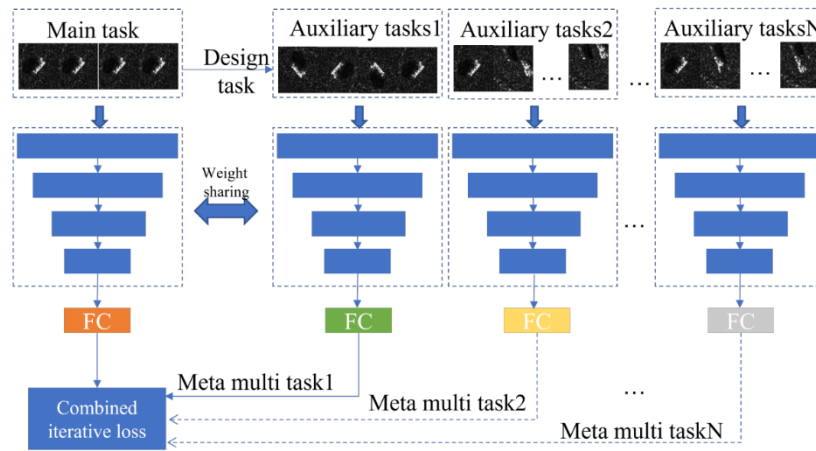 Main task
Auxiliary tasks1
Auxiliary tasks2
Auxiliary tasksN
Design
task
...
...
...
Weight
sharing
...
FC
FC
FC
FC
Meta multi task1
Combined
iterative loss
Meta multi task2
...
Meta multi taskN